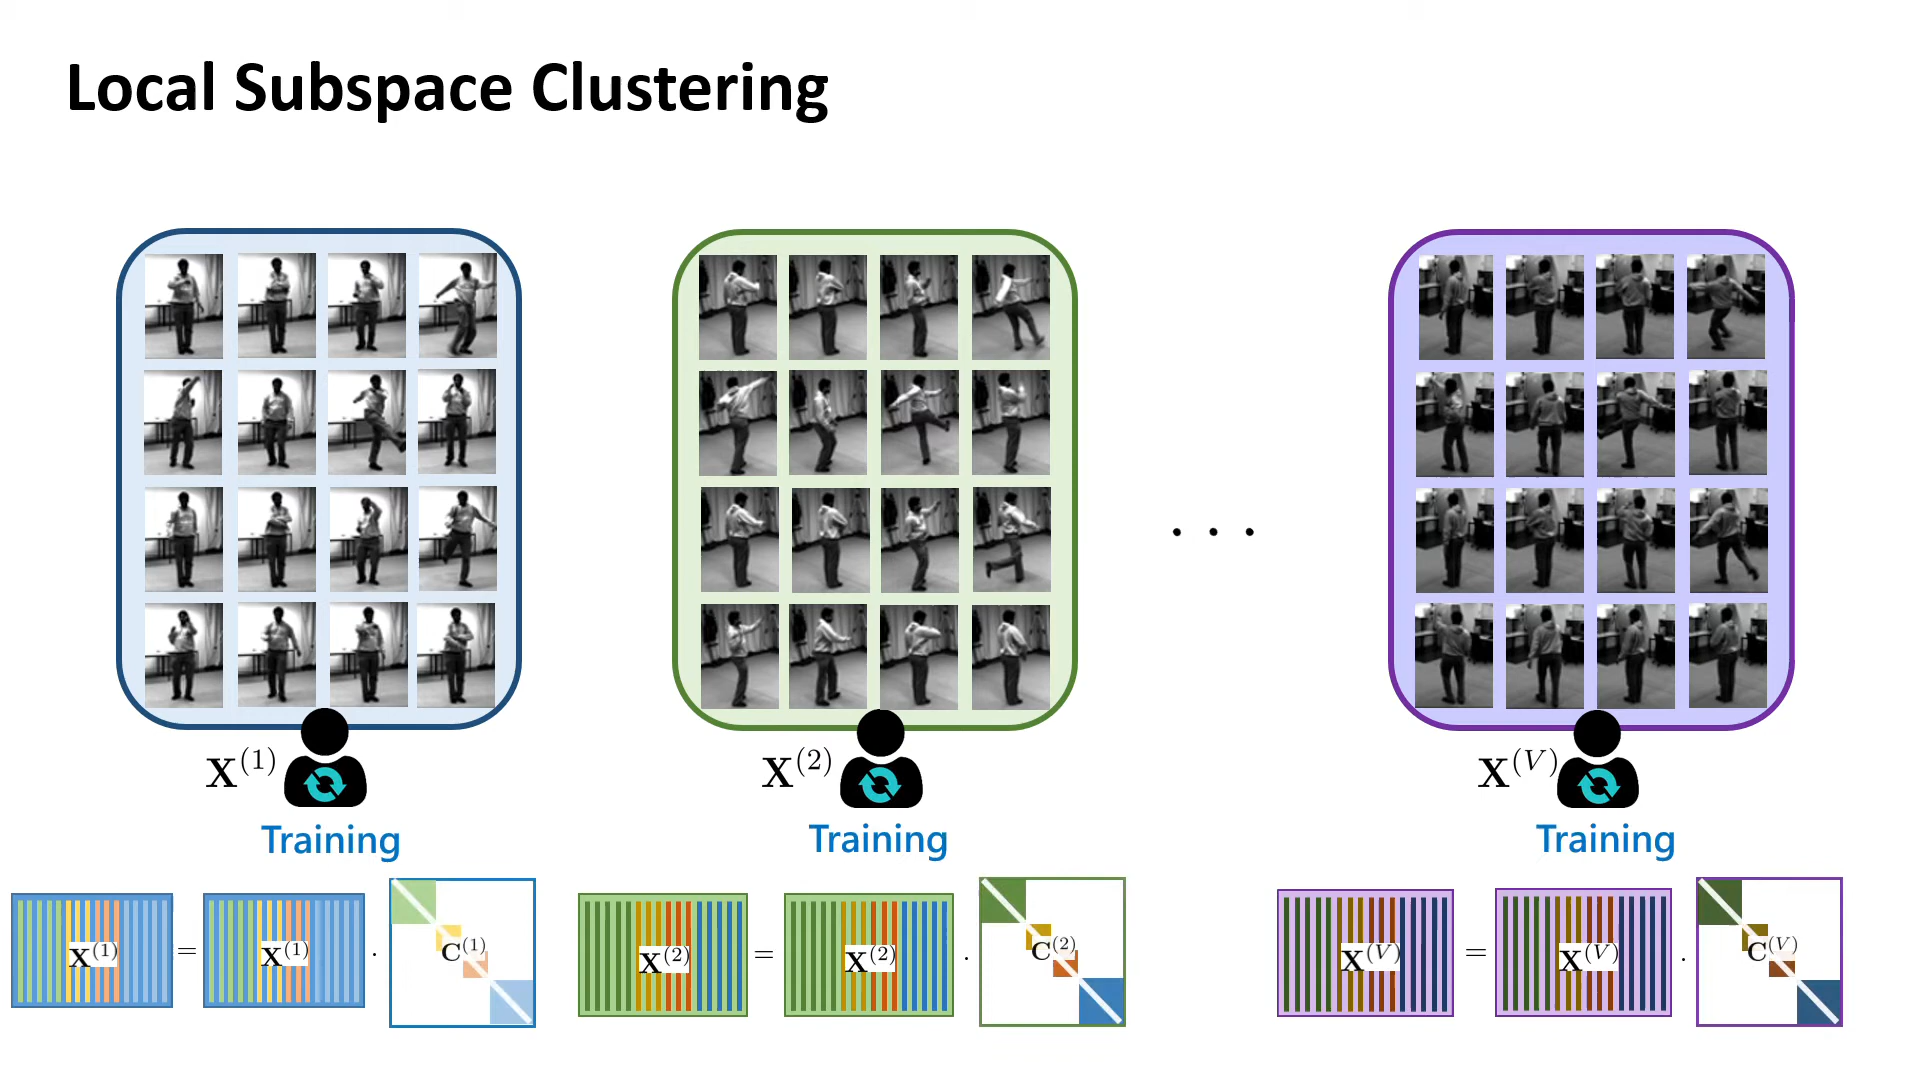 Local Subspace Clustering
. . .
X^(1)
X^(2)
X^(V)
Training
Training
Training
X^(1) = X^(1) · C^(1)
X^(2) = X^(2) · C^(2)
X^(V) = X^(V) · C^(V)